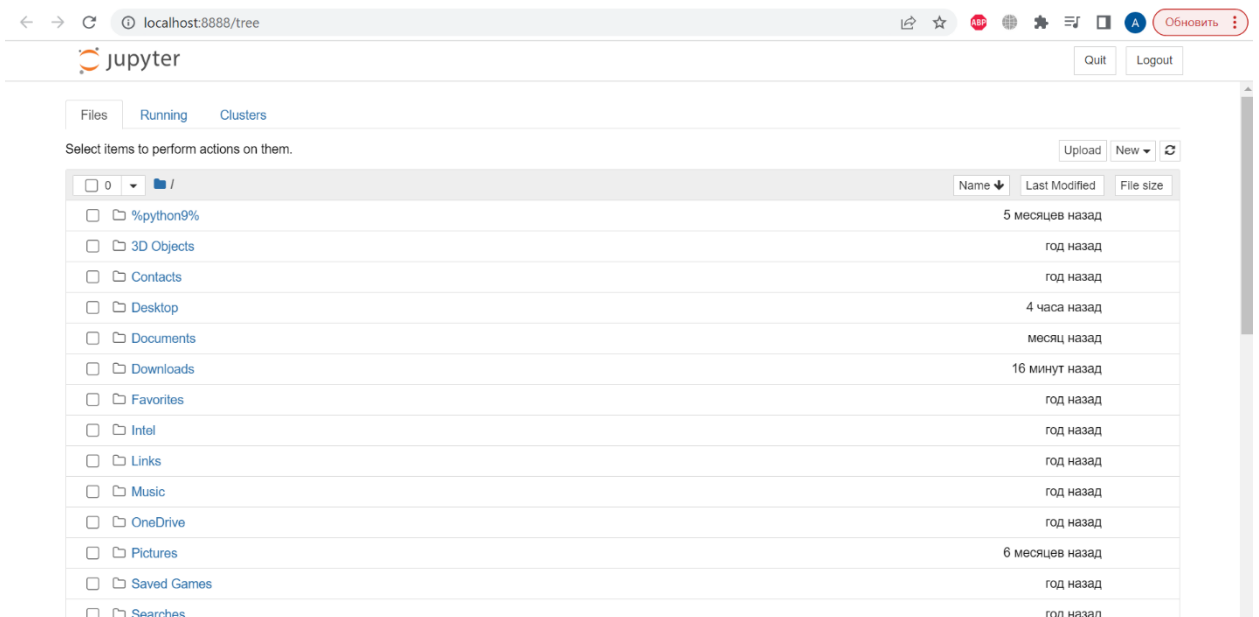 localhost:8888/tree ABP A Обновить
jupyter Quit Logout
Files Running Clusters
Select items to perform actions on them. Upload New
0 / Name Last Modified File size
%python9% 5 месяцев назад
3D Objects год назад
Contacts год назад
Desktop 4 часа назад
Documents месяц назад
Downloads 16 минут назад
Favorites год назад
Intel год назад
Links год назад
Music год назад
OneDrive год назад
Pictures 6 месяцев назад
Saved Games год назад
Searches год назад